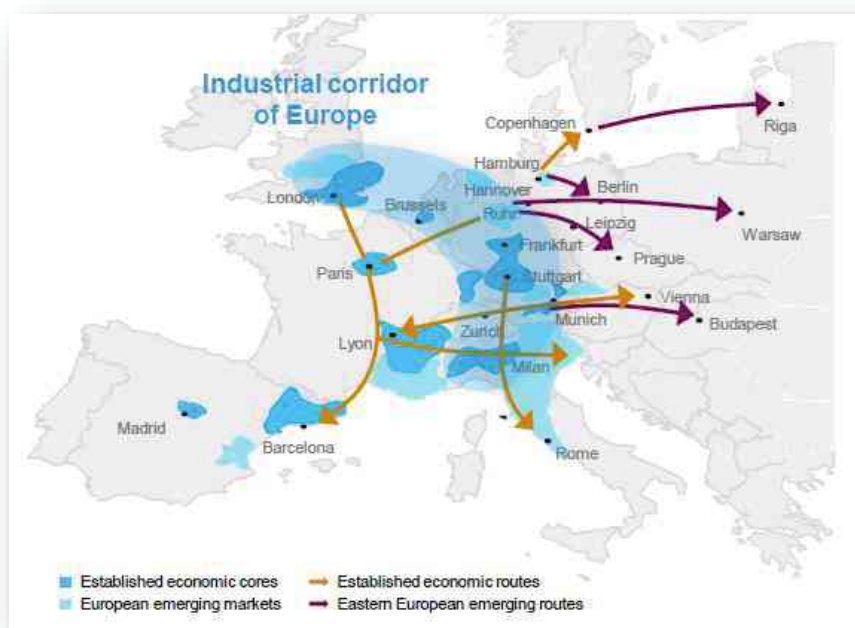 Industrial corridor
of Europe
Copenhagen
Riga
Hamburg
Hannover
Berlin
London
Brussels
Ruhr
Leipzig
Warsaw
Frankfurt
Prague
Paris
Stuttgart
Vienna
Zurich
Munich
Budapest
Lyon
Milan
Madrid
Barcelona
Rome
Established economic cores
Established economic routes
European emerging markets
Eastern European emerging routes